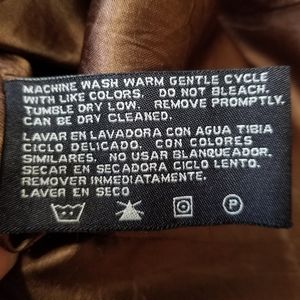 MACHINE WASH WARM GENTLE CYCLE
WITH LIKE COLORS. DO NOT BLEACH.
TUMBLE DRY LOW. REMOVE PROMPTLY.
CAN BE DRY CLEANED.
LAVAR EN LAVADORA CON AGUA TIBIA
CICLO DELICADO. CON COLORES
SIMILARES. NO USAR BLANQUEADOR.
SECAR EN SECADORA CICLO LENTO.
REMOVER INMEDIATAMENTE.
LAVER EN SECO
P